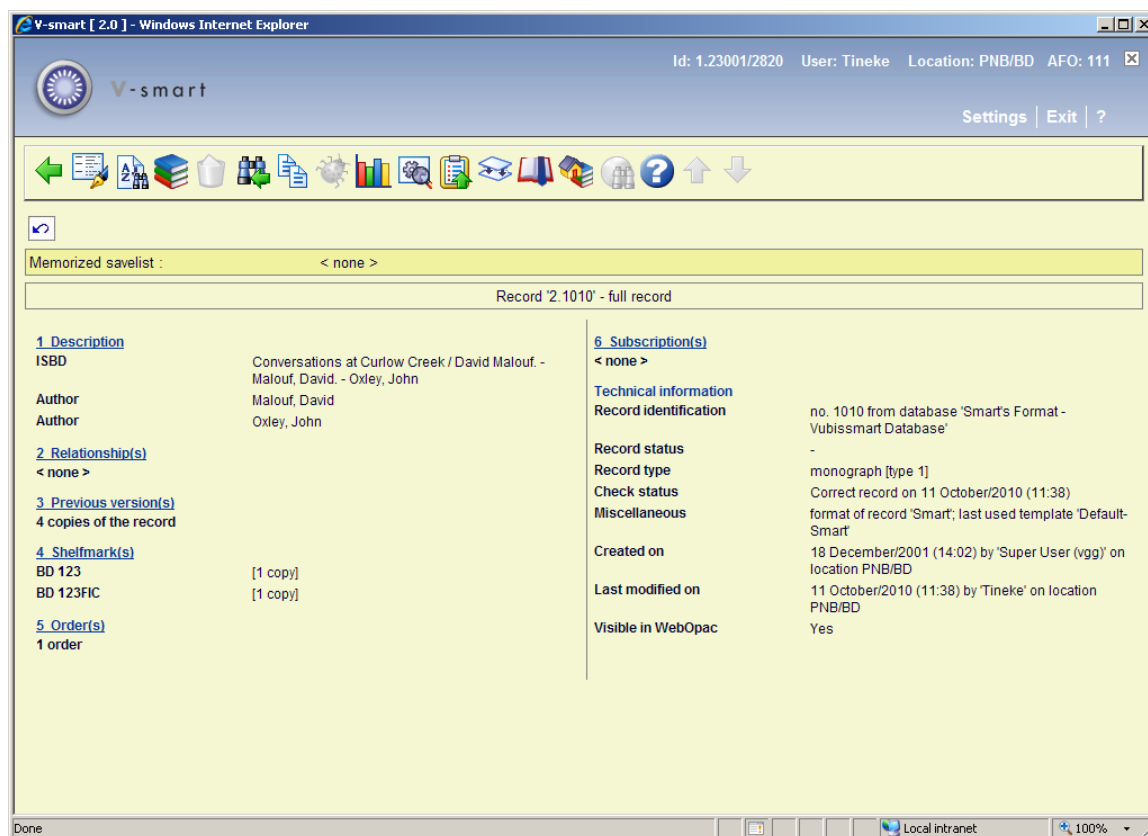 V-smart [ 2.0 ] - Windows Internet Explorer
Id: 1.23001/2820 User: Tineke Location: PNB/BD AFO: 111
V-smart
Settings Exit ?
Memorized savelist : < none >
Record '2.1010' - full record
1 Description
ISBD Conversations at Curlow Creek / David Malouf. -
Malouf, David. - Oxley, John
Author Malouf, David
Author Oxley, John
2 Relationship(s)
< none >
3 Previous version(s)
4 copies of the record
4 Shelfmark(s)
BD 123 [1 copy]
BD 123FIC [1 copy]
5 Order(s)
1 order
6 Subscription(s)
< none >
Technical information
Record identification no. 1010 from database 'Smart's Format -
Vubissmart Database'
Record status -
Record type monograph [type 1]
Check status Correct record on 11 October/2010 (11:38)
Miscellaneous format of record 'Smart'; last used template 'Default-
Smart'
Created on 18 December/2001 (14:02) by 'Super User (vgg)' on
location PNB/BD
Last modified on 11 October/2010 (11:38) by 'Tineke' on location
PNB/BD
Visible in WebOpac Yes
Done Local intranet 100%